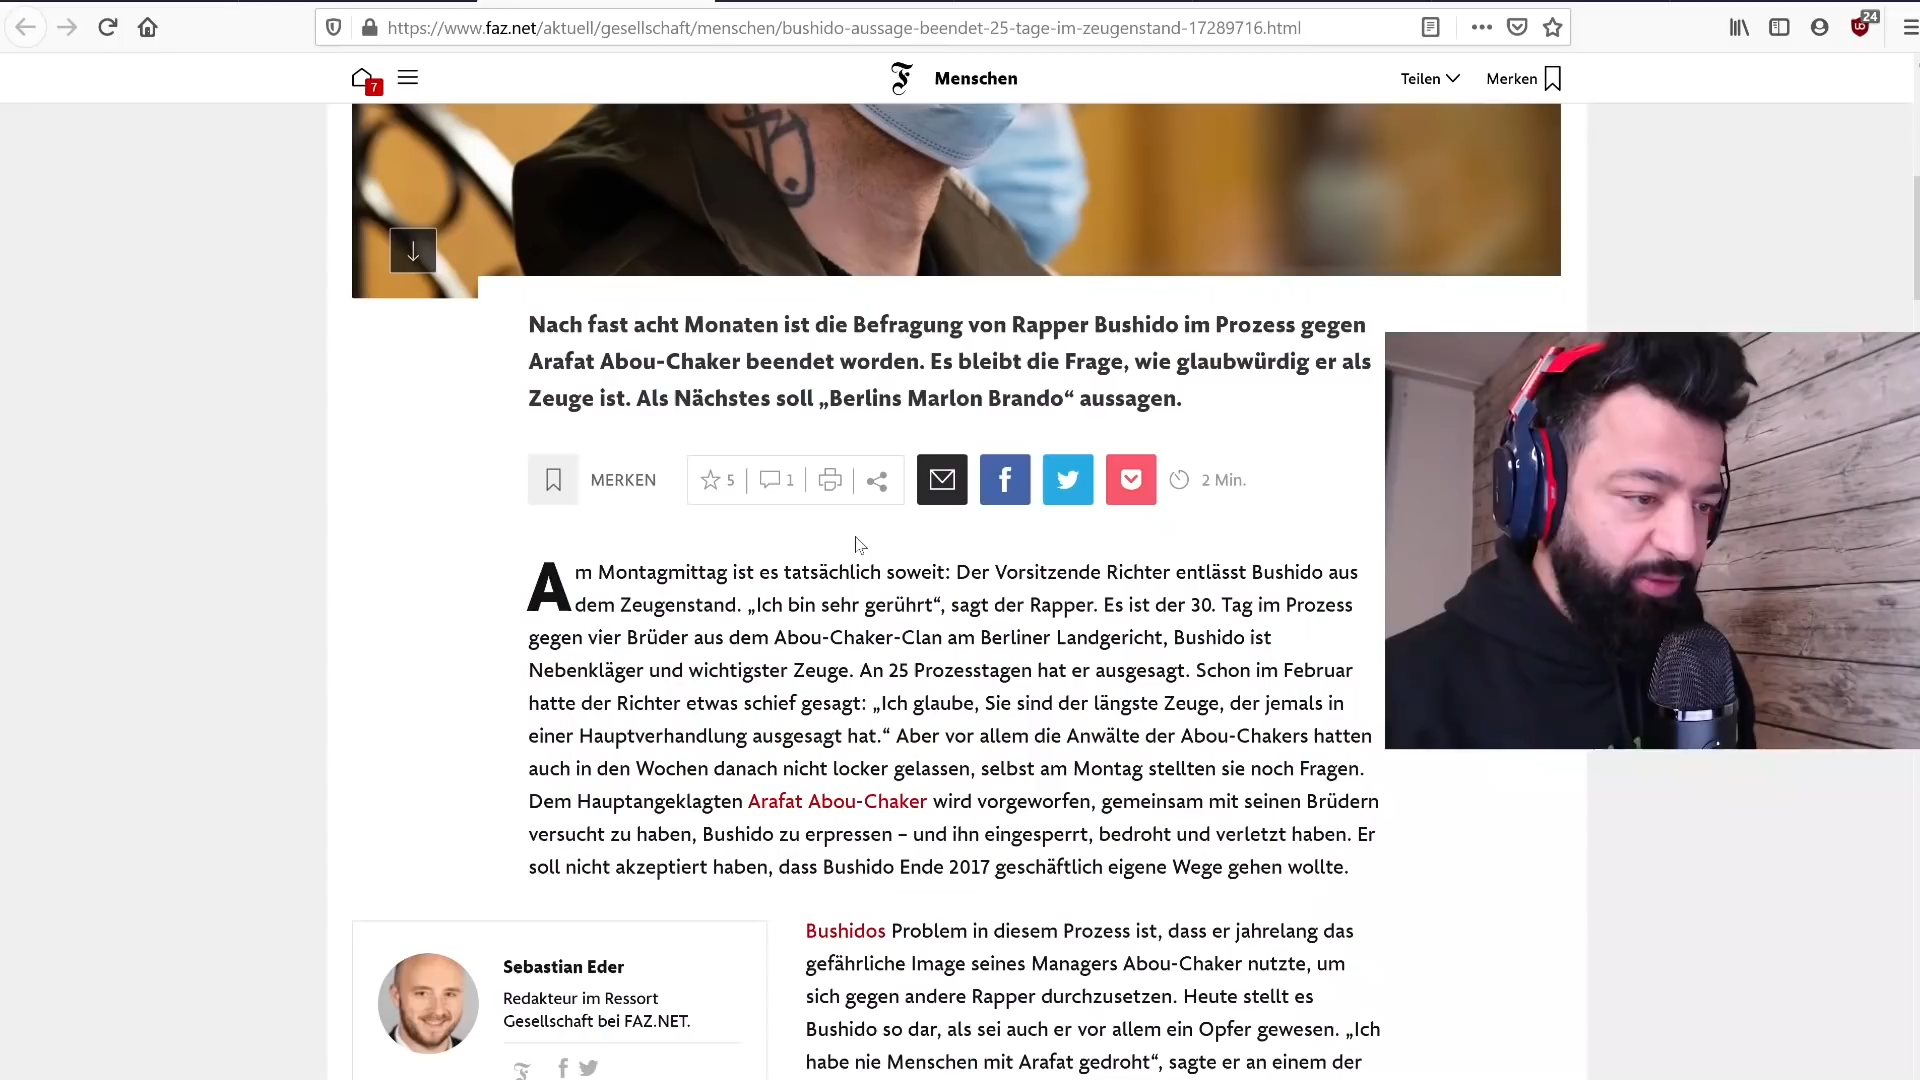 24
https://www.faz.net/aktuell/gesellschaft/menschen/bushido-aussage-beendet-25-tage-im-zeugenstand-17289716.html
7
Menschen
Teilen
Merken
Nach fast acht Monaten ist die Befragung von Rapper Bushido im Prozess gegen
Arafat Abou-Chaker beendet worden. Es bleibt die Frage, wie glaubwürdig er als
Zeuge ist. Als Nächstes soll „Berlins Marlon Brando“ aussagen.
MERKEN
5
1
2 Min.
Am Montagmittag ist es tatsächlich soweit: Der Vorsitzende Richter entlässt Bushido aus
dem Zeugenstand. „Ich bin sehr gerührt“, sagt der Rapper. Es ist der 30. Tag im Prozess
gegen vier Brüder aus dem Abou-Chaker-Clan am Berliner Landgericht, Bushido ist
Nebenkläger und wichtigster Zeuge. An 25 Prozesstagen hat er ausgesagt. Schon im Februar
hatte der Richter etwas schief gesagt: „Ich glaube, Sie sind der längste Zeuge, der jemals in
einer Hauptverhandlung ausgesagt hat.“ Aber vor allem die Anwälte der Abou-Chakers hatten
auch in den Wochen danach nicht locker gelassen, selbst am Montag stellten sie noch Fragen.
Dem Hauptangeklagten Arafat Abou-Chaker wird vorgeworfen, gemeinsam mit seinen Brüdern
versucht zu haben, Bushido zu erpressen – und ihn eingesperrt, bedroht und verletzt haben. Er
soll nicht akzeptiert haben, dass Bushido Ende 2017 geschäftlich eigene Wege gehen wollte.
Sebastian Eder
Redakteur im Ressort
Gesellschaft bei FAZ.NET.
Bushidos Problem in diesem Prozess ist, dass er jahrelang das
gefährliche Image seines Managers Abou-Chaker nutzte, um
sich gegen andere Rapper durchzusetzen. Heute stellt es
Bushido so dar, als sei auch er vor allem ein Opfer gewesen. „Ich
habe nie Menschen mit Arafat gedroht“, sagte er an einem der